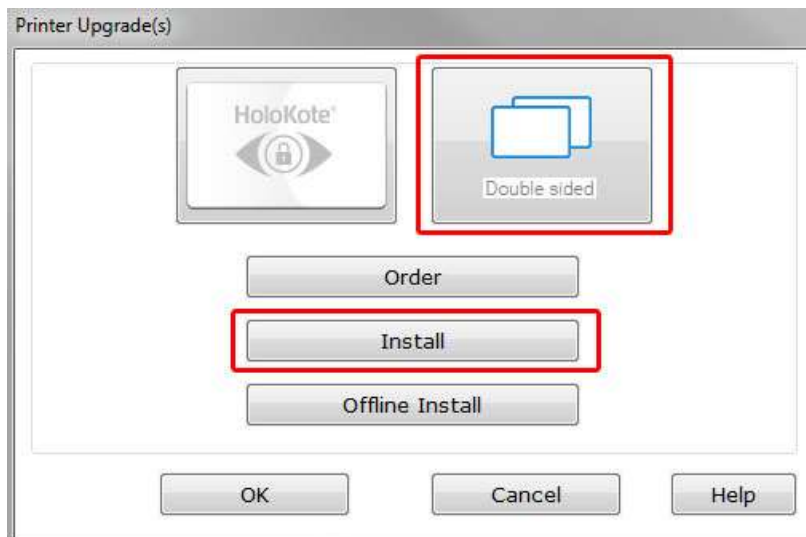 Printer Upgrade(s)
HoloKote®
Double sided
Order
Install
Offline Install
OK Cancel Help